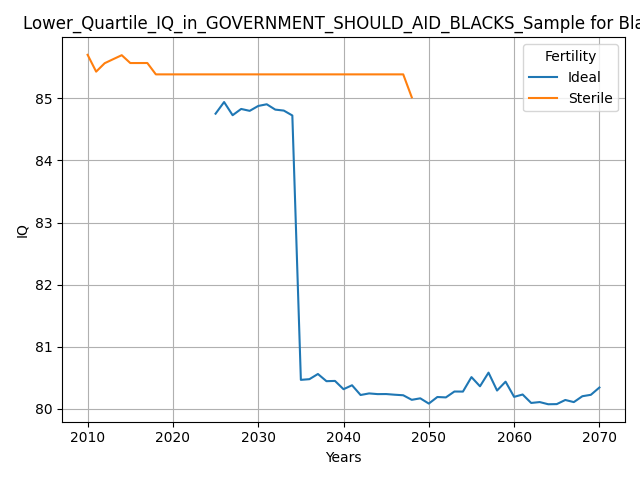 Lower_Quartile_IQ_in_GOVERNMENT_SHOULD_AID_BLACKS_Sample for Bla
Fertility
Ideal
Sterile
85
84
83
82
81
80
IQ
2010 2020 2030 2040 2050 2060 2070
Years